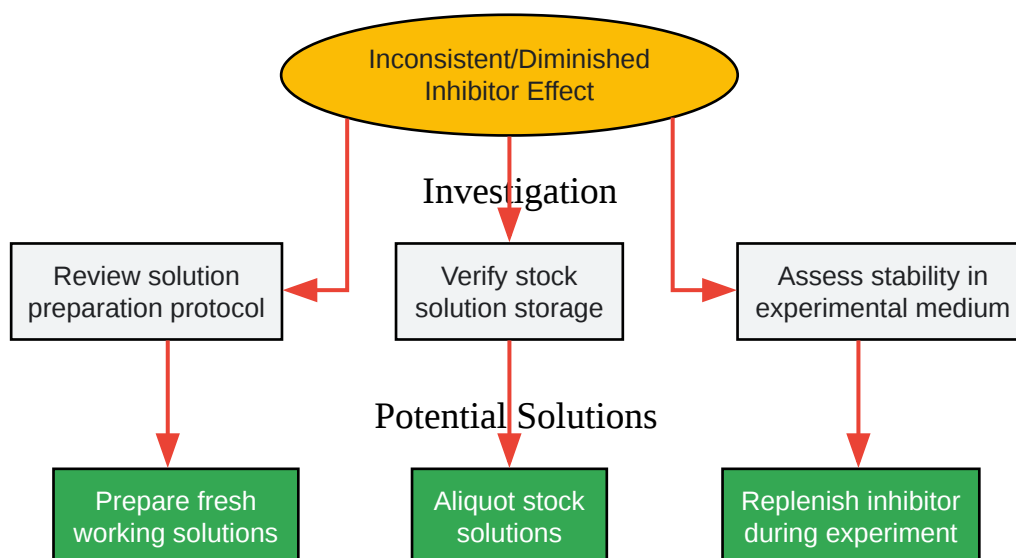 Inconsistent/Diminished
Inhibitor Effect
Investigation
Review solution
preparation protocol
Verify stock
solution storage
Assess stability in
experimental medium
Potential Solutions
Prepare fresh
working solutions
Aliquot stock
solutions
Replenish inhibitor
during experiment